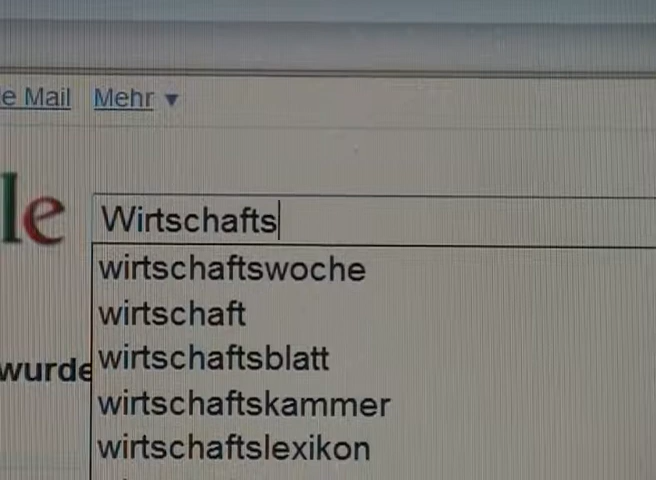 e Mail Mehr ▼
le
Wirtschafts
wirtschaftswoche
wirtschaft
wirtschaftsblatt
wurde
wirtschaftskammer
wirtschaftslexikon